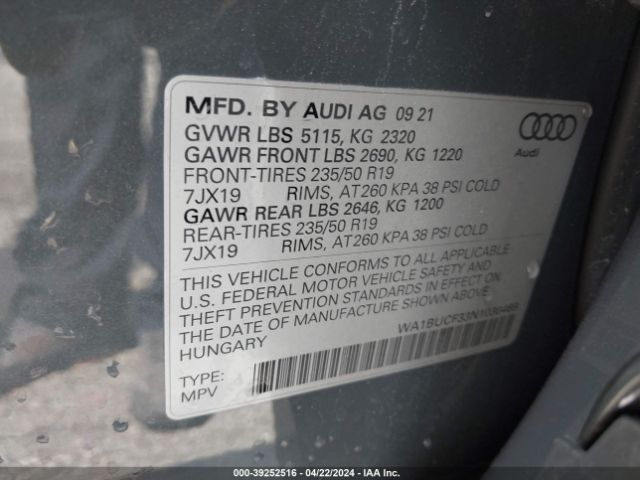 MFD. BY AUDI AG 09 21
GVWR LBS 5115, KG 2320
GAWR FRONT LBS 2690, KG 1220
FRONT-TIRES 235/50 R19
7JX19 RIMS, AT260 KPA 38 PSI COLD
GAWR REAR LBS 2646, KG 1200
REAR-TIRES 235/50 R19
7JX19 RIMS, AT260 KPA 38 PSI COLD
THIS VEHICLE CONFORMS TO ALL APPLICABLE
U.S. FEDERAL MOTOR VEHICLE SAFETY AND
THEFT PREVENTION STANDARDS IN EFFECT ON
THE DATE OF MANUFACTURE SHOWN ABOVE.
HUNGARY
TYPE:
MPV
Audi
000-39252516 - 04/22/2024 - IAA Inc.